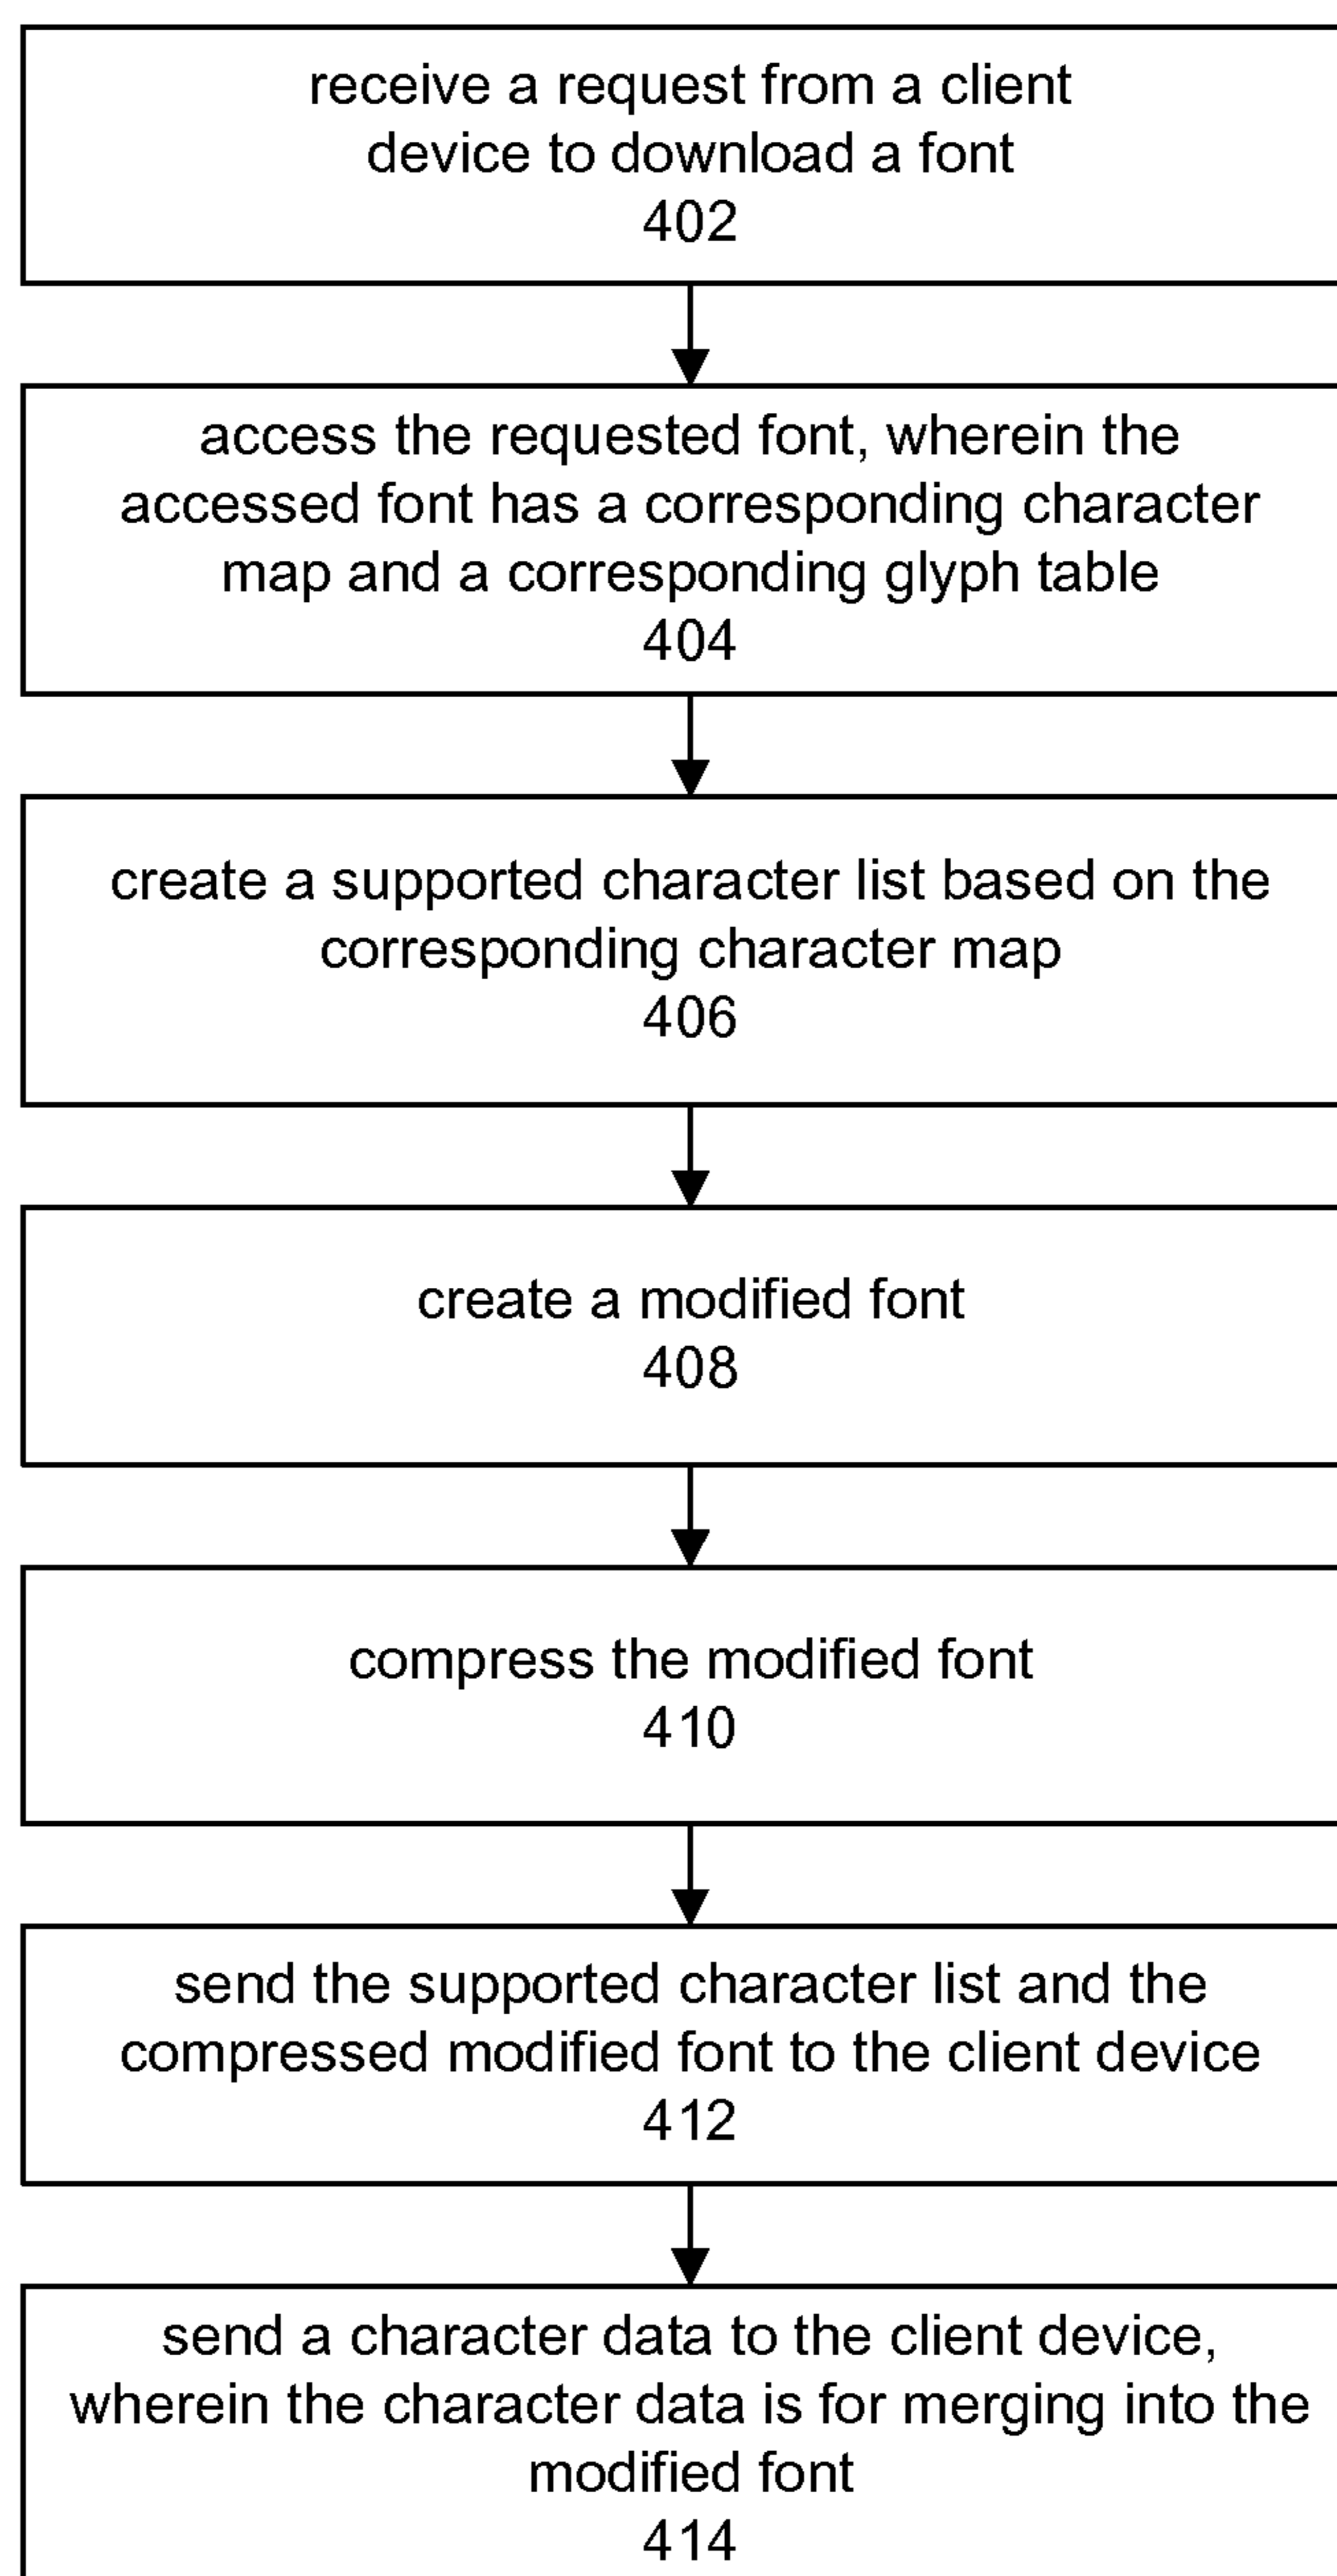 receive a request from a client
device to download a font
402
access the requested font, wherein the
accessed font has a corresponding character
map and a corresponding glyph table
404
create a supported character list based on the
corresponding character map
406
create a modified font
408
compress the modified font
410
send the supported character list and the
compressed modified font to the client device
412
send a character data to the client device,
wherein the character data is for merging into the
modified font
414